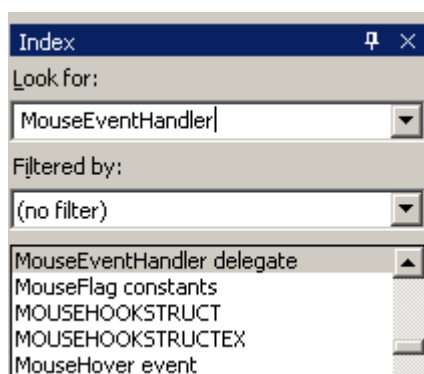 Index
Look for:
MouseEventHandler
Filtered by:
(no filter)
MouseEventHandler delegate
MouseFlag constants
MOUSEHOOKSTRUCT
MOUSEHOOKSTRUCTEX
MouseHover event